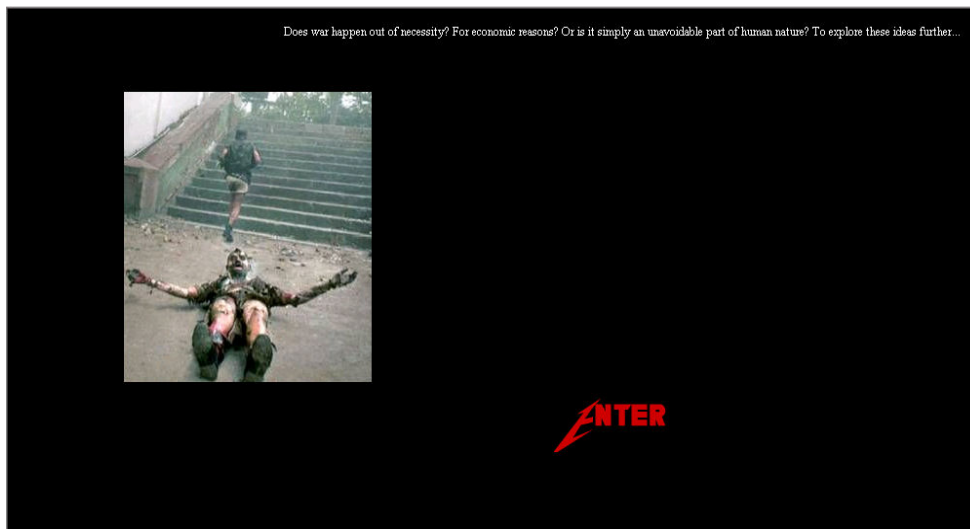 Does war happen out of necessity? For economic reasons? Or is it simply an unavoidable part of human nature? To explore these ideas further...
ENTER